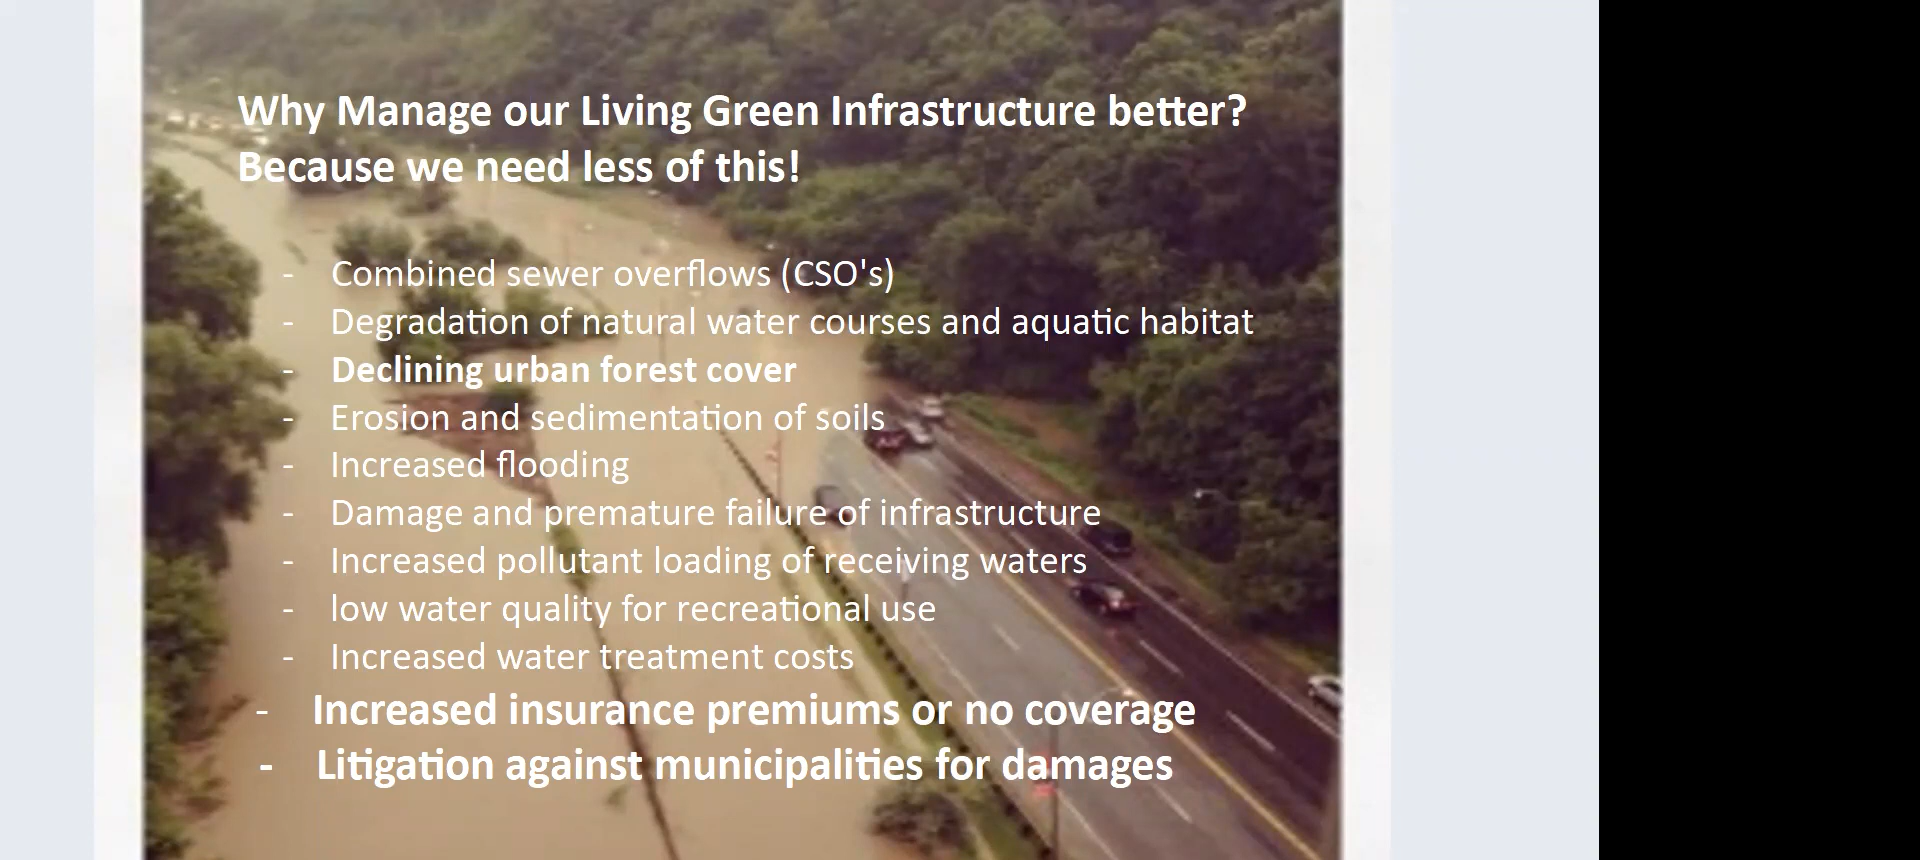 Why Manage our Living Green Infrastructure better?
Because we need less of this!
- Combined sewer overflows (CSO's)
- Degradation of natural water courses and aquatic habitat
- Declining urban forest cover
- Erosion and sedimentation of soils
- Increased flooding
- Damage and premature failure of infrastructure
- Increased pollutant loading of receiving waters
- low water quality for recreational use
- Increased water treatment costs
- Increased insurance premiums or no coverage
- Litigation against municipalities for damages